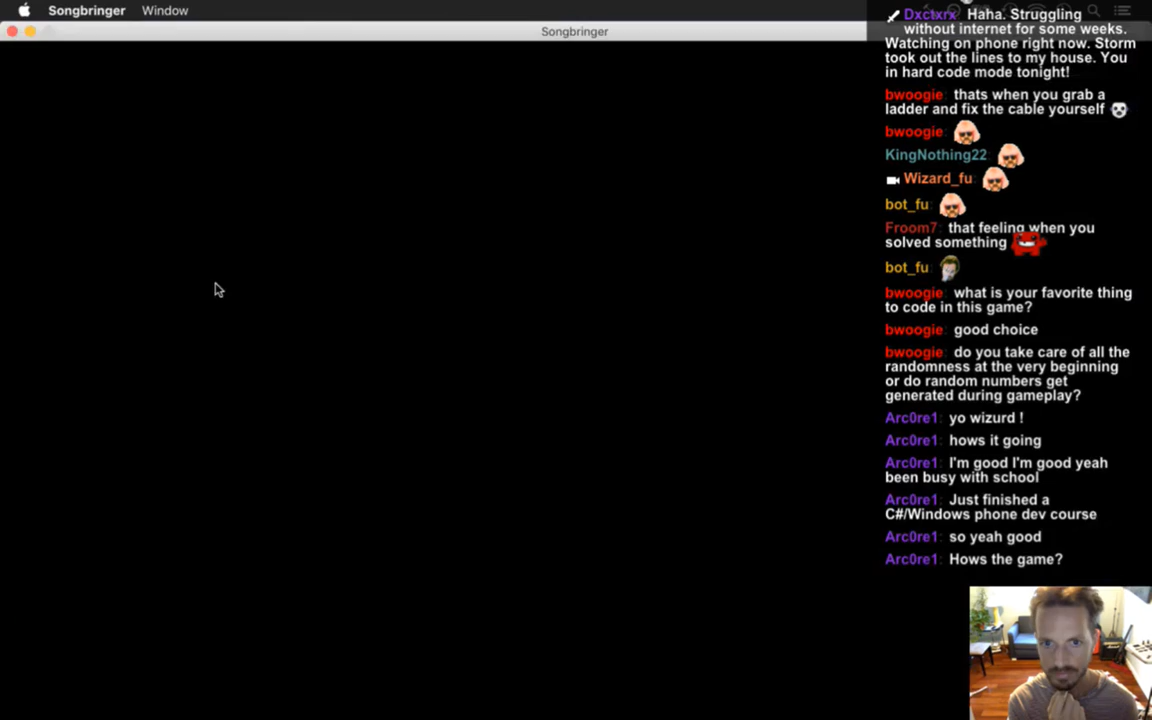 Songbringer Window
Songbringer
Dxctxrx: Haha. Struggling
without internet for some weeks.
Watching on phone right now. Storm
took out the lines to my house. You
in hard code mode tonight!
bwoogie: thats when you grab a
ladder and fix the cable yourself
bwoogie:
KingNothing22:
Wizard_fu:
bot_fu:
Froom7: that feeling when you
solved something
bot_fu:
bwoogie: what is your favorite thing
to code in this game?
bwoogie: good choice
bwoogie: do you take care of all the
randomness at the very beginning
or do random numbers get
generated during gameplay?
Arc0re1: yo wizurd !
Arc0re1: hows it going
Arc0re1: I'm good I'm good yeah
been busy with school
Arc0re1: Just finished a
C#/Windows phone dev course
Arc0re1: so yeah good
Arc0re1: Hows the game?